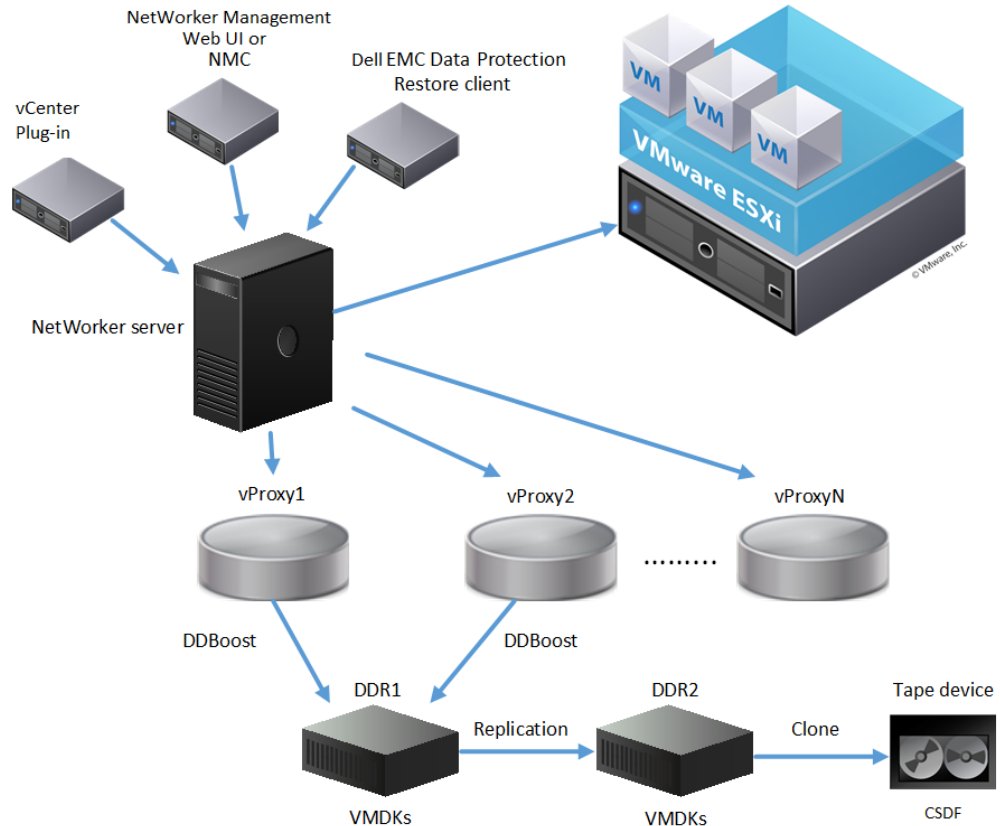 NetWorker Management
Web UI or
NMC
Dell EMC Data Protection
Restore client
vCenter
Plug-in
VM
VM
VM
VMware ESXi
© VMware, Inc.
NetWorker server
vProxy1
vProxy2
vProxyN
.........
DDBoost
DDBoost
DDR1
DDR2
Tape device
Replication
Clone
VMDKs
VMDKs
CSDF